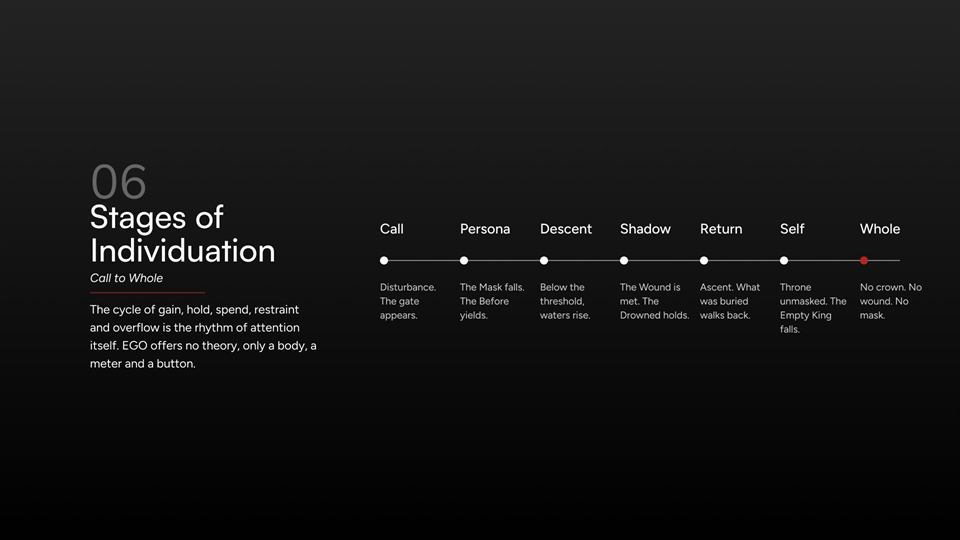 06
Stages of
Individuation
Call to Whole
The cycle of gain, hold, spend, restraint
and overflow is the rhythm of attention
itself. EGO offers no theory, only a body, a
meter and a button.
Call
Disturbance.
The gate
appears.
Persona
The Mask falls.
The Before
yields.
Descent
Below the
threshold,
waters rise.
Shadow
The Wound is
met. The
Drowned holds.
Return
Ascent. What
was buried
walks back.
Self
Throne
unmasked. The
Empty King
falls.
Whole
No crown. No
wound. No
mask.